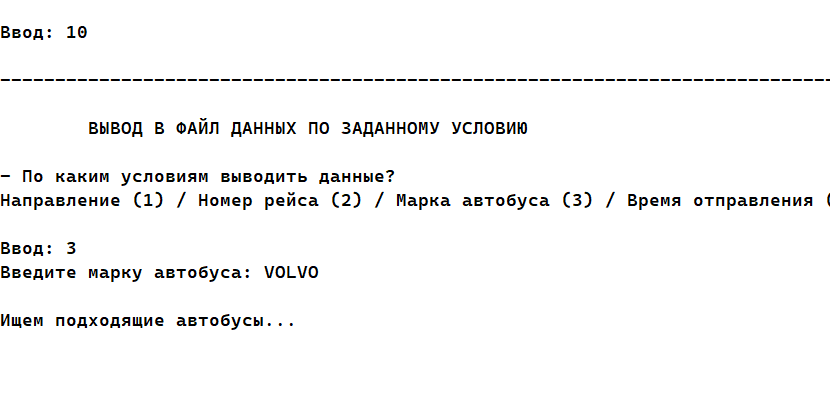 Ввод: 10
--------------------------------------------------------------------------------
ВЫВОД В ФАЙЛ ДАННЫХ ПО ЗАДАННОМУ УСЛОВИЮ
- По каким условиям выводить данные?
Направление (1) / Номер рейса (2) / Марка автобуса (3) / Время отправления (
Ввод: 3
Введите марку автобуса: VOLVO
Ищем подходящие автобусы...